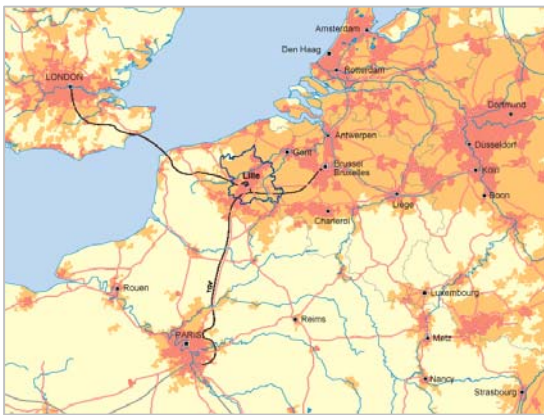 Amsterdam
Den Haag
Rotterdam
LONDON
Dortmund
Antwerpen
Düsseldorf
Gent
Brussel
Bruxelles
Lille
Köln
Bonn
Liège
Charleroi
TGV
Rouen
Luxembourg
Reims
PARIS
Metz
Nancy
Strasbourg